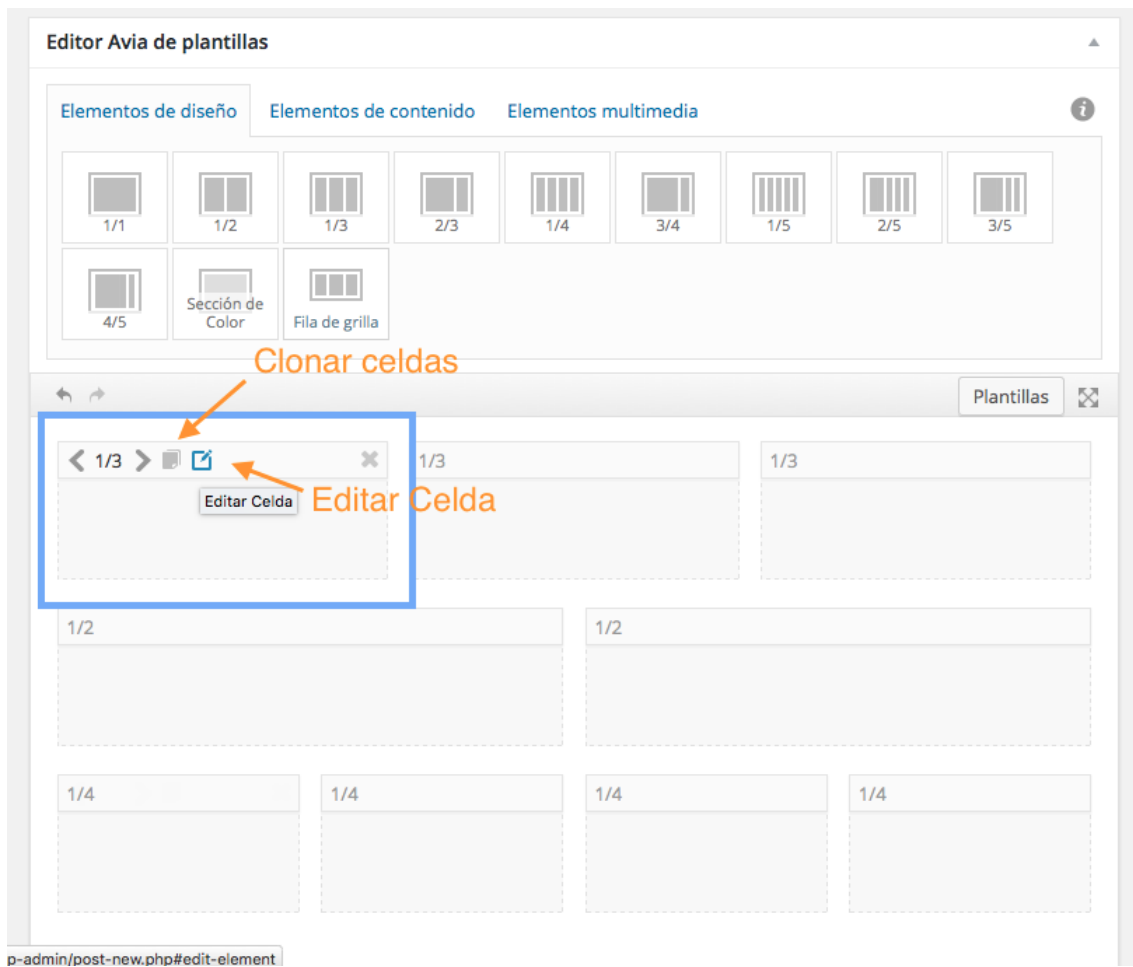 Editor Avia de plantillas
Elementos de diseño Elementos de contenido Elementos multimedia
1/1 1/2 1/3 2/3 1/4 3/4 1/5 2/5 3/5
4/5 Sección de Color Fila de grilla
Clonar celdas
Plantillas
1/3 1/3 1/3
Editar Celda Editar Celda
1/2 1/2
1/4 1/4 1/4 1/4
p-admin/post-new.php#edit-element